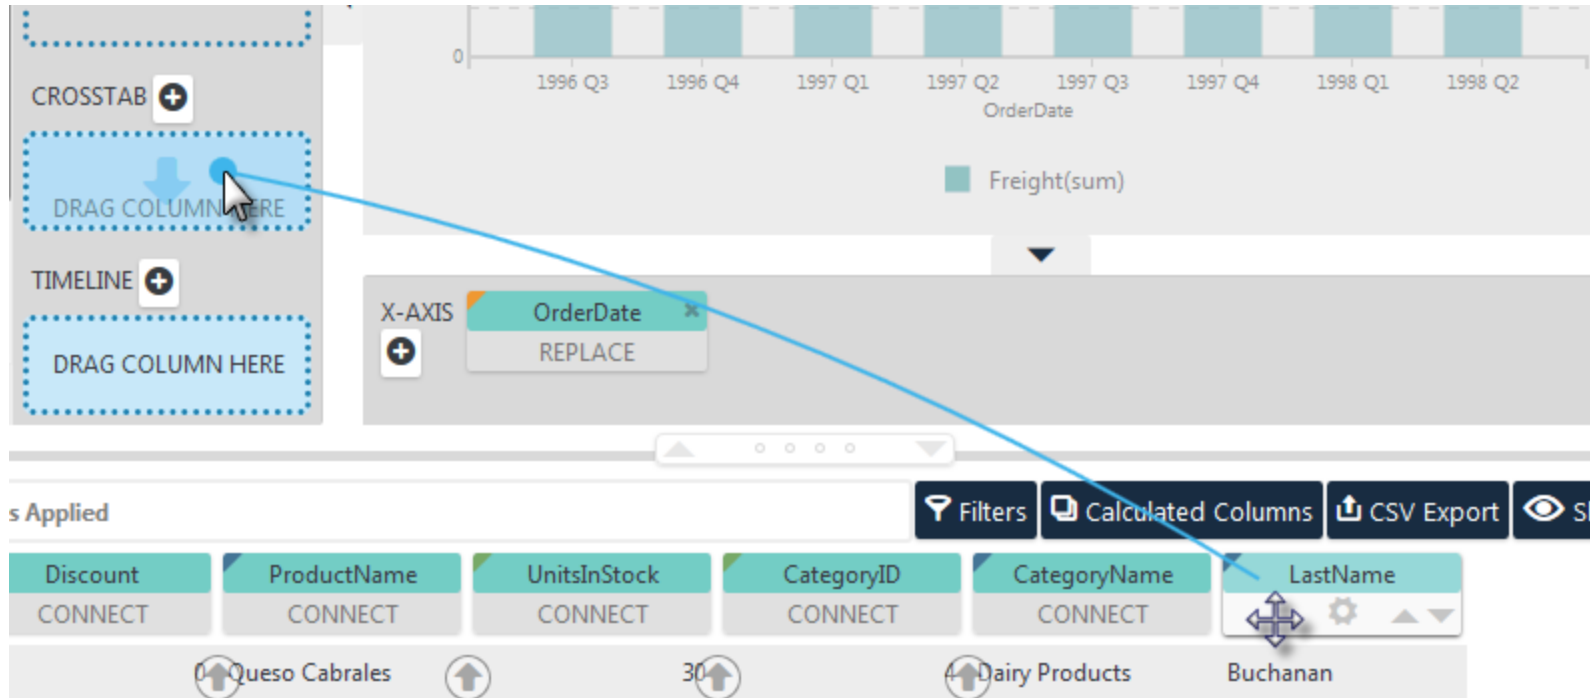 CROSSTAB
DRAG COLUMN HERE
TIMELINE
DRAG COLUMN HERE
0
1996 Q3 1996 Q4 1997 Q1 1997 Q2 1997 Q3 1997 Q4 1998 Q1 1998 Q2
OrderDate
Freight(sum)
X-AXIS OrderDate
REPLACE
s Applied Filters Calculated Columns CSV Export
Discount ProductName UnitsInStock CategoryID CategoryName LastName
CONNECT CONNECT CONNECT CONNECT CONNECT
0 Queso Cabrales 30 4 Dairy Products Buchanan